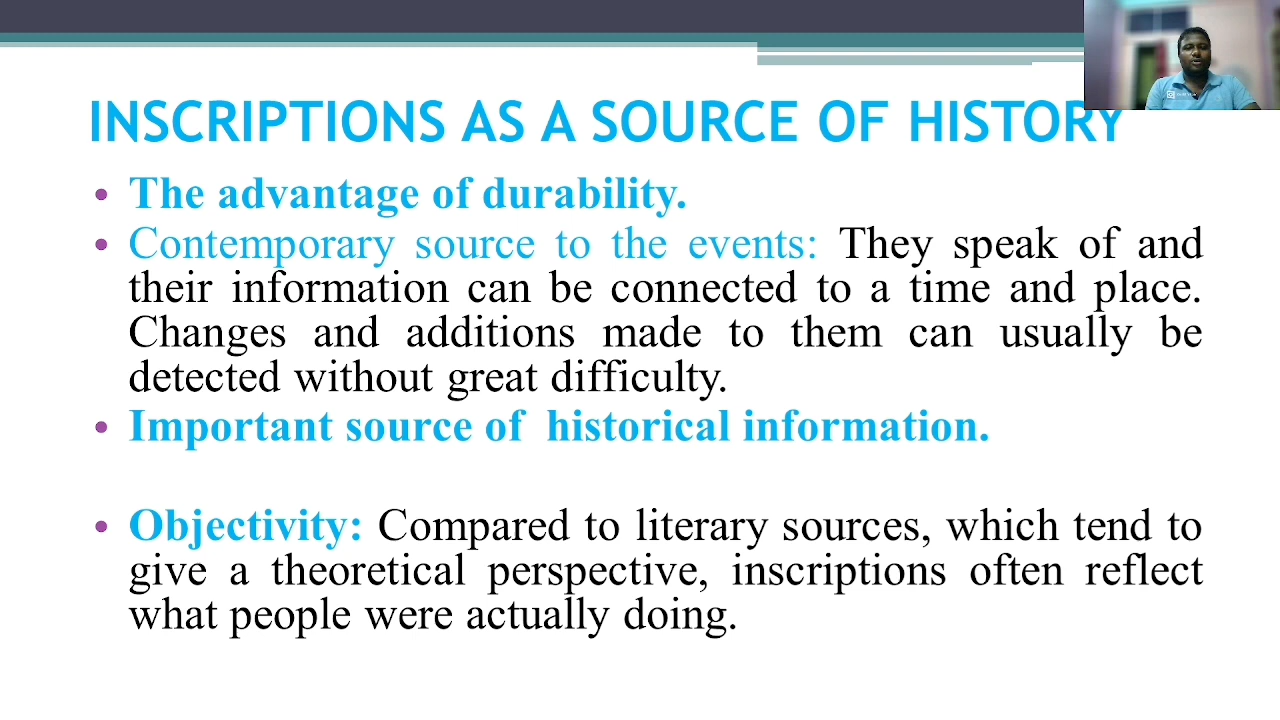 INSCRIPTIONS AS A SOURCE OF HISTORY
• The advantage of durability.
• Contemporary source to the events: They speak of and
their information can be connected to a time and place.
Changes and additions made to them can usually be
detected without great difficulty.
• Important source of historical information.
• Objectivity: Compared to literary sources, which tend to
give a theoretical perspective, inscriptions often reflect
what people were actually doing.